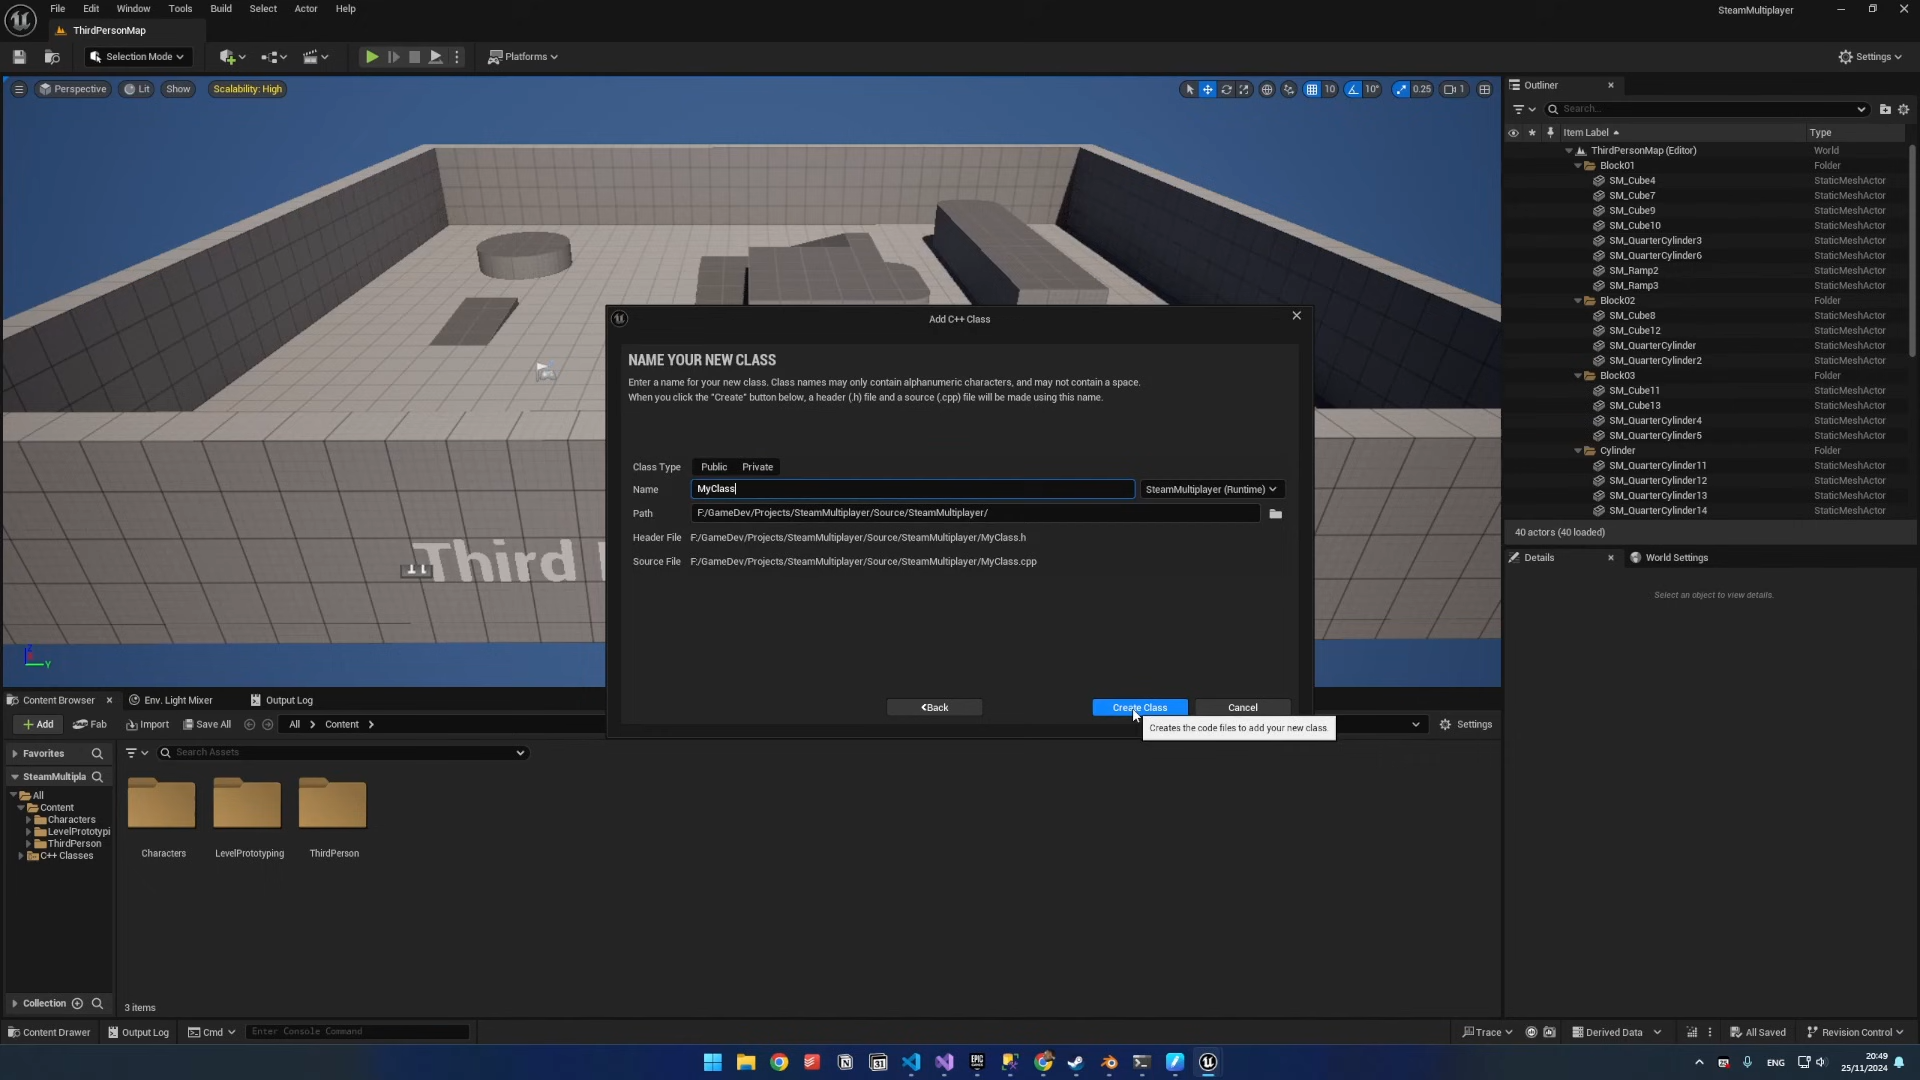 File Edit Window Tools Build Select Actor Help
SteamMultiplayer
ThirdPersonMap
Selection Mode
Platforms
Settings
Perspective
Lit
Show
Scalability: High
10
10°
0.25
1
Outliner
Search...
Item Label
Type
ThirdPersonMap (Editor) World
Block01 Folder
SM_Cube4 StaticMeshActor
SM_Cube7 StaticMeshActor
SM_Cube9 StaticMeshActor
SM_Cube10 StaticMeshActor
SM_QuarterCylinder3 StaticMeshActor
SM_QuarterCylinder6 StaticMeshActor
SM_Ramp2 StaticMeshActor
SM_Ramp3 StaticMeshActor
Block02 Folder
SM_Cube8 StaticMeshActor
SM_Cube12 StaticMeshActor
SM_QuarterCylinder StaticMeshActor
SM_QuarterCylinder2 StaticMeshActor
Block03 Folder
SM_Cube11 StaticMeshActor
SM_Cube13 StaticMeshActor
SM_QuarterCylinder4 StaticMeshActor
SM_QuarterCylinder5 StaticMeshActor
Cylinder Folder
SM_QuarterCylinder11 StaticMeshActor
SM_QuarterCylinder12 StaticMeshActor
SM_QuarterCylinder13 StaticMeshActor
SM_QuarterCylinder14 StaticMeshActor
40 actors (40 loaded)
Details
World Settings
Select an object to view details.
Add C++ Class
NAME YOUR NEW CLASS
Enter a name for your new class. Class names may only contain alphanumeric characters, and may not contain a space.
When you click the "Create" button below, a header (.h) file and a source (.cpp) file will be made using this name.
Class Type Public Private
Name MyClass SteamMultiplayer (Runtime)
Path F:/GameDev/Projects/SteamMultiplayer/Source/SteamMultiplayer/
Header File F:/GameDev/Projects/SteamMultiplayer/Source/SteamMultiplayer/MyClass.h
Source File F:/GameDev/Projects/SteamMultiplayer/Source/SteamMultiplayer/MyClass.cpp
Back
Create Class
Cancel
Creates the code files to add your new class.
Third
Z
Y
Content Browser
Env. Light Mixer
Output Log
Add
Fab
Import
Save All
All
Content
Settings
Favorites
Search Assets
SteamMultipla
All
Content
Characters
LevelPrototypi
ThirdPerson
C++ Classes
Characters
LevelPrototyping
ThirdPerson
Collection
3 items
Content Drawer
Output Log
Cmd
Enter Console Command
Trace
Derived Data
All Saved
Revision Control
31
EPIC
ENG
20:49
25/11/2024